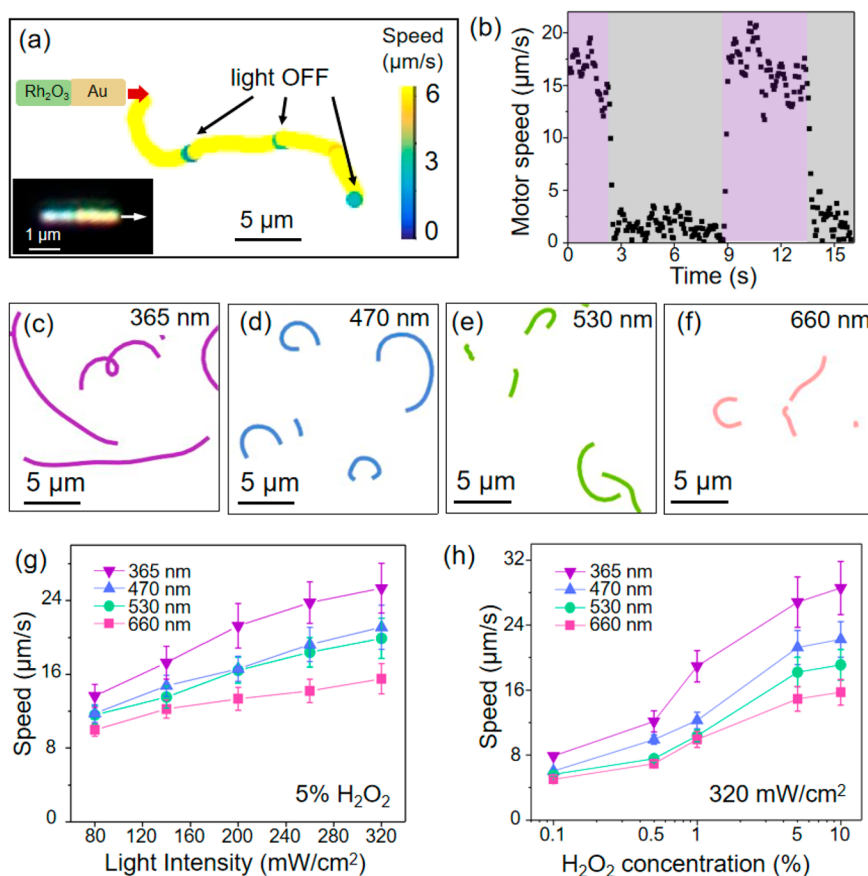 (a)
Speed
(μm/s)
light OFF
Rh₂O₃ Au
6
3
0
1 μm
5 μm
(b)
Motor speed (μm/s)
20
15
10
5
0
0 3 6 9 12 15
Time (s)
(c) 365 nm
5 μm
(d) 470 nm
5 μm
(e) 530 nm
5 μm
(f) 660 nm
5 μm
(g)
365 nm
470 nm
530 nm
660 nm
Speed (μm/s)
24
16
8
0
5% H₂O₂
80 140 200 260 320
Light Intensity (mW/cm²)
(h)
365 nm
470 nm
530 nm
660 nm
Speed (μm/s)
32
24
16
8
0
320 mW/cm²
0.1 0.5 1 5 10
H₂O₂ concentration (%)